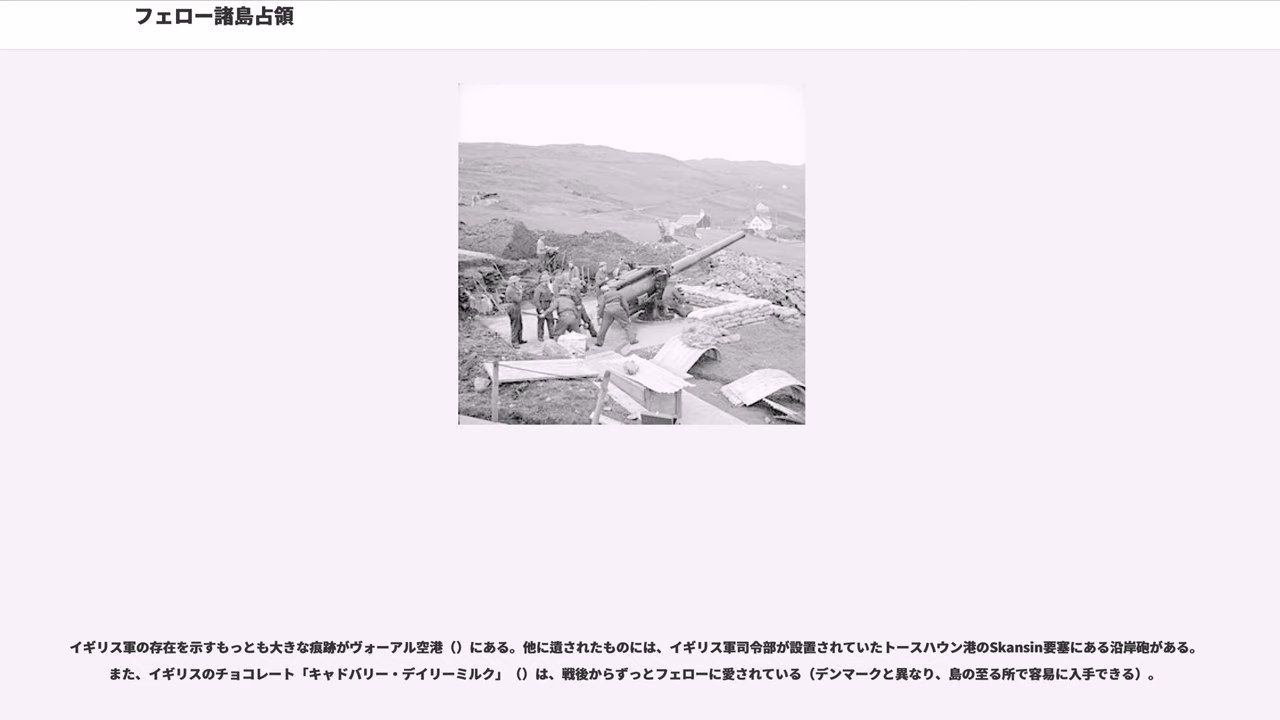 フェロー諸島占領
イギリス軍の存在を示すもっとも大きな痕跡がヴォーアル空港（）にある。他に遺されたものには、イギリス軍司令部が設置されていたトースハウン港のSkansin要塞にある沿岸砲がある。
また、イギリスのチョコレート「キャドバリー・デイリーミルク」（）は、戦後からずっとフェローに愛されている（デンマークと異なり、島の至る所で容易に入手できる）。